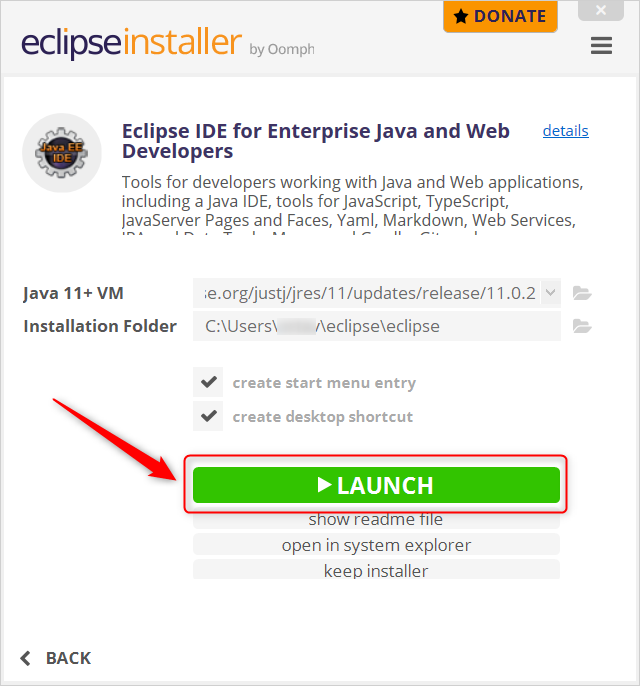 DONATE
eclipseinstaller by Oomph
Java EE
IDE
Eclipse IDE for Enterprise Java and Web
Developers
details
Tools for developers working with Java and Web applications,
including a Java IDE, tools for JavaScript, TypeScript,
JavaServer Pages and Faces, Yaml, Markdown, Web Services,
Java 11+ VM
se.org/justj/jres/11/updates/release/11.0.2
Installation Folder
C:\Users\ \eclipse\eclipse
create start menu entry
create desktop shortcut
LAUNCH
show readme file
open in system explorer
keep installer
BACK